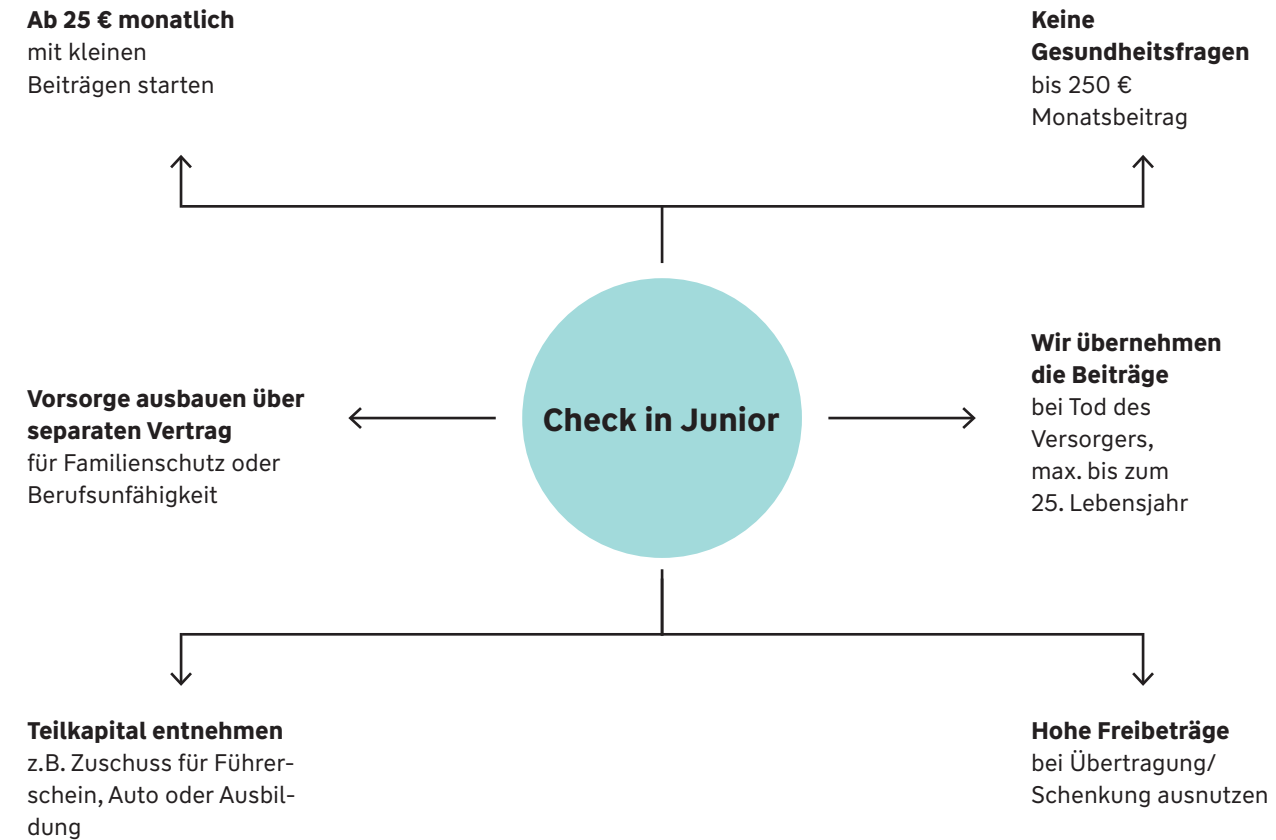 Ab 25 € monatlich
mit kleinen
Beiträgen starten
Keine
Gesundheitsfragen
bis 250 €
Monatsbeitrag
Vorsorge ausbauen über
separaten Vertrag
für Familienschutz oder
Berufsunfähigkeit
Check in Junior
Wir übernehmen
die Beiträge
bei Tod des
Versorgers,
max. bis zum
25. Lebensjahr
Teilkapital entnehmen
z.B. Zuschuss für Führer-
schein, Auto oder Ausbil-
dung
Hohe Freibeträge
bei Übertragung/
Schenkung ausnutzen